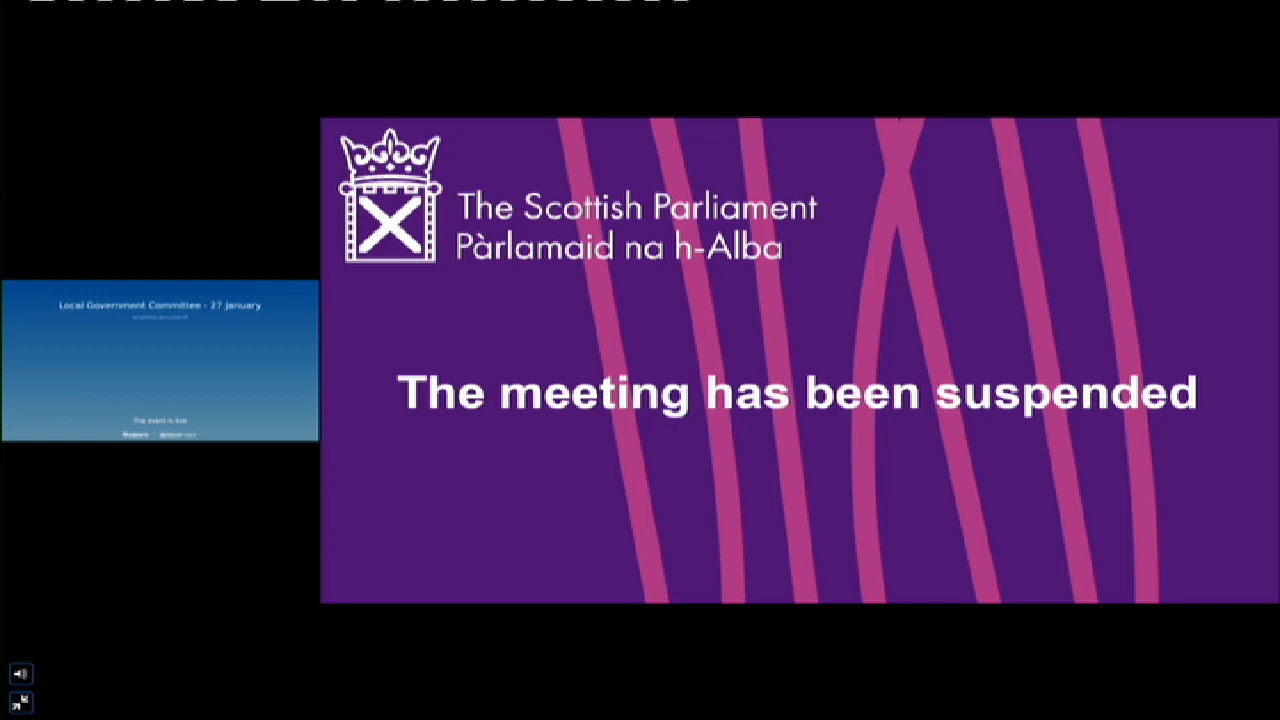 The Scottish Parliament
Pàrlamaid na h-Alba
Local Government Committee - 27 January
The meeting has been suspended
The event is live